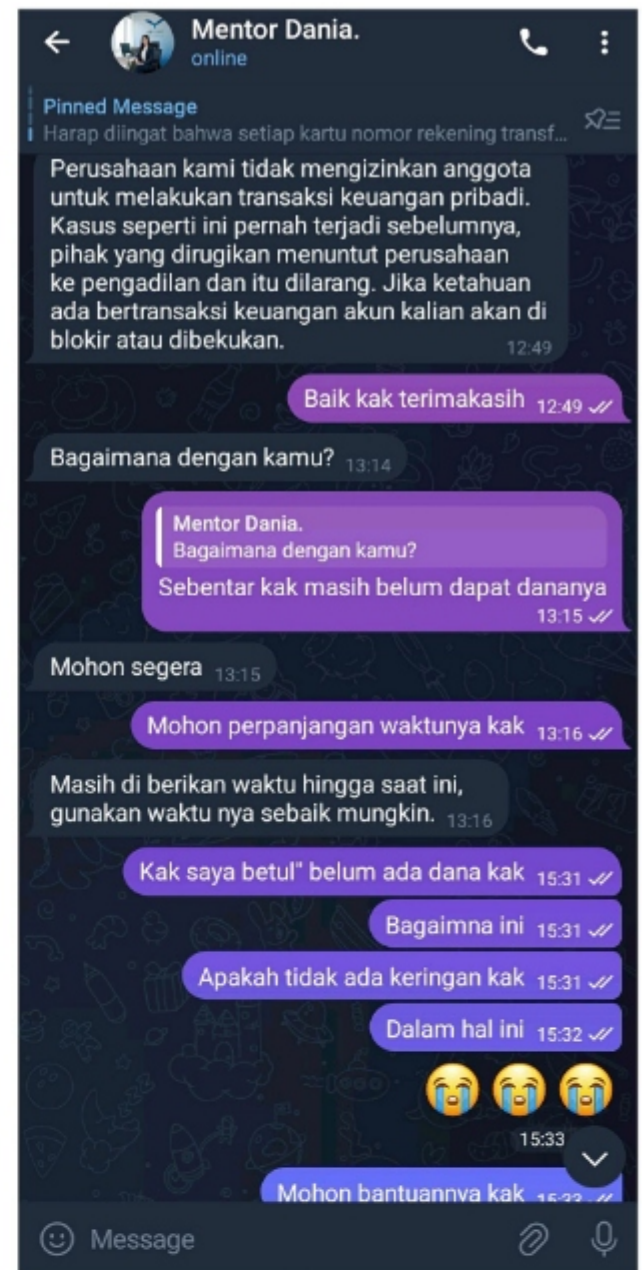 Mentor Dania.
online
Pinned Message
Harap diingat bahwa setiap kartu nomor rekening transf...
Perusahaan kami tidak mengizinkan anggota
untuk melakukan transaksi keuangan pribadi.
Kasus seperti ini pernah terjadi sebelumnya,
pihak yang dirugikan menuntut perusahaan
ke pengadilan dan itu dilarang. Jika ketahuan
ada bertransaksi keuangan akun kalian akan di
blokir atau dibekukan. 12:49
Baik kak terimakasih 12:49
Bagaimana dengan kamu? 13:14
Mentor Dania.
Bagaimana dengan kamu?
Sebentar kak masih belum dapat dananya
13:15
Mohon segera 13:15
Mohon perpanjangan waktunya kak 13:16
Masih di berikan waktu hingga saat ini,
gunakan waktu nya sebaik mungkin. 13:16
Kak saya betul" belum ada dana kak 15:31
Bagaimna ini 15:31
Apakah tidak ada keringan kak 15:31
Dalam hal ini 15:32
😭 😭 😭
15:33
Mohon bantuannya kak 15:33
Message